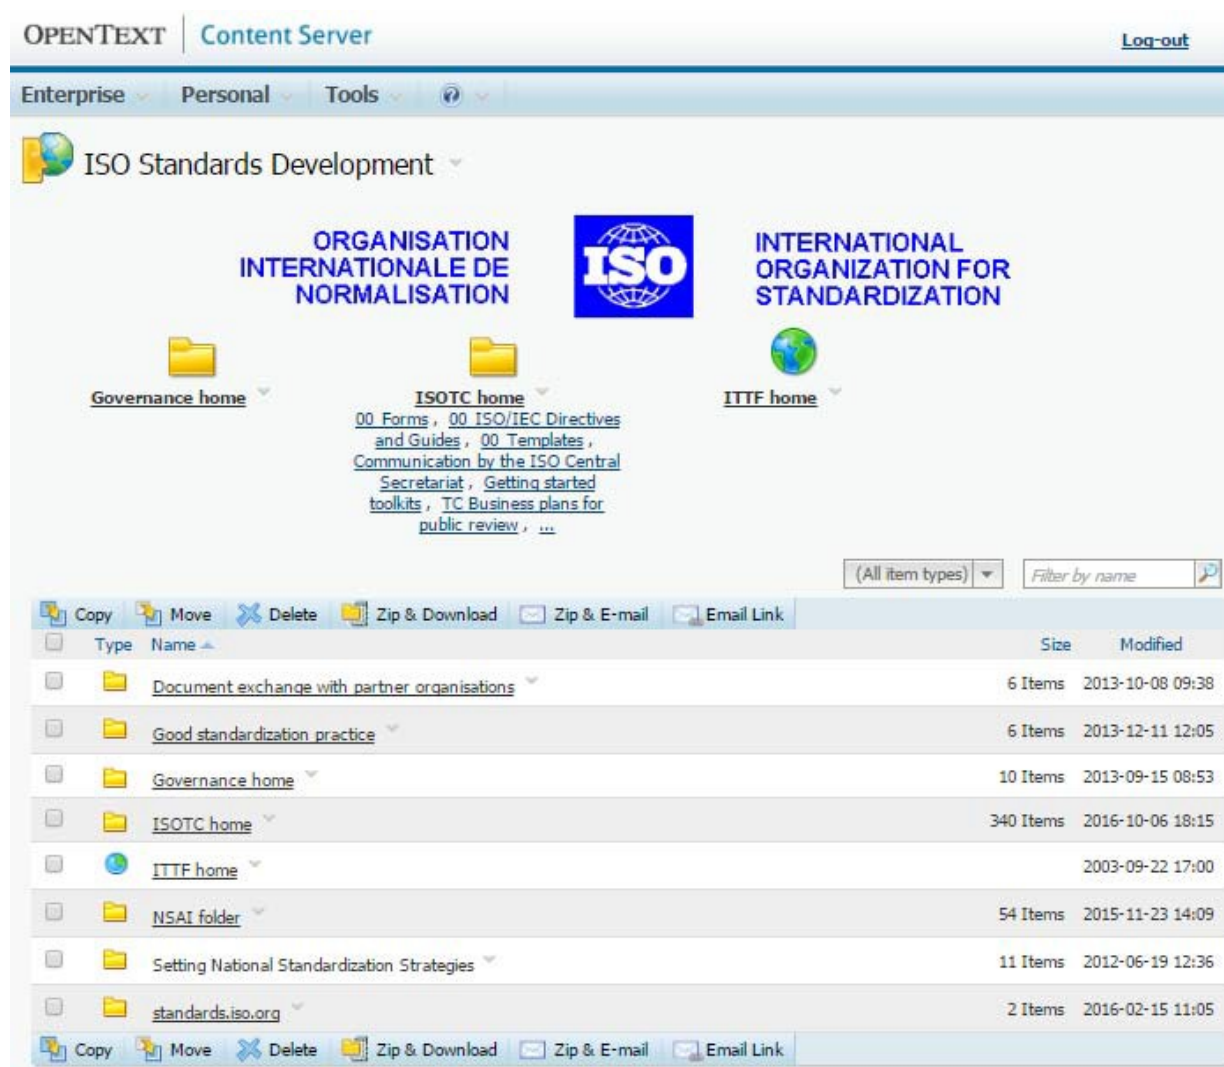 OPENTEXT | Content Server
Log-out
Enterprise Personal Tools ?
ISO Standards Development
ORGANISATION
INTERNATIONALE DE
NORMALISATION
ISO
INTERNATIONAL
ORGANIZATION FOR
STANDARDIZATION
Governance home
ISOTC home
00 Forms , 00 ISO/IEC Directives
and Guides , 00 Templates ,
Communication by the ISO Central
Secretariat , Getting started
toolkits , TC Business plans for
public review , ...
ITTF home
(All item types) Filter by name
Copy Move Delete Zip & Download Zip & E-mail Email Link
Type Name Size Modified
Document exchange with partner organisations 6 Items 2013-10-08 09:38
Good standardization practice 6 Items 2013-12-11 12:05
Governance home 10 Items 2013-09-15 08:53
ISOTC home 340 Items 2016-10-06 18:15
ITTF home 2003-09-22 17:00
NSAI folder 54 Items 2015-11-23 14:09
Setting National Standardization Strategies 11 Items 2012-06-19 12:36
standards.iso.org 2 Items 2016-02-15 11:05
Copy Move Delete Zip & Download Zip & E-mail Email Link